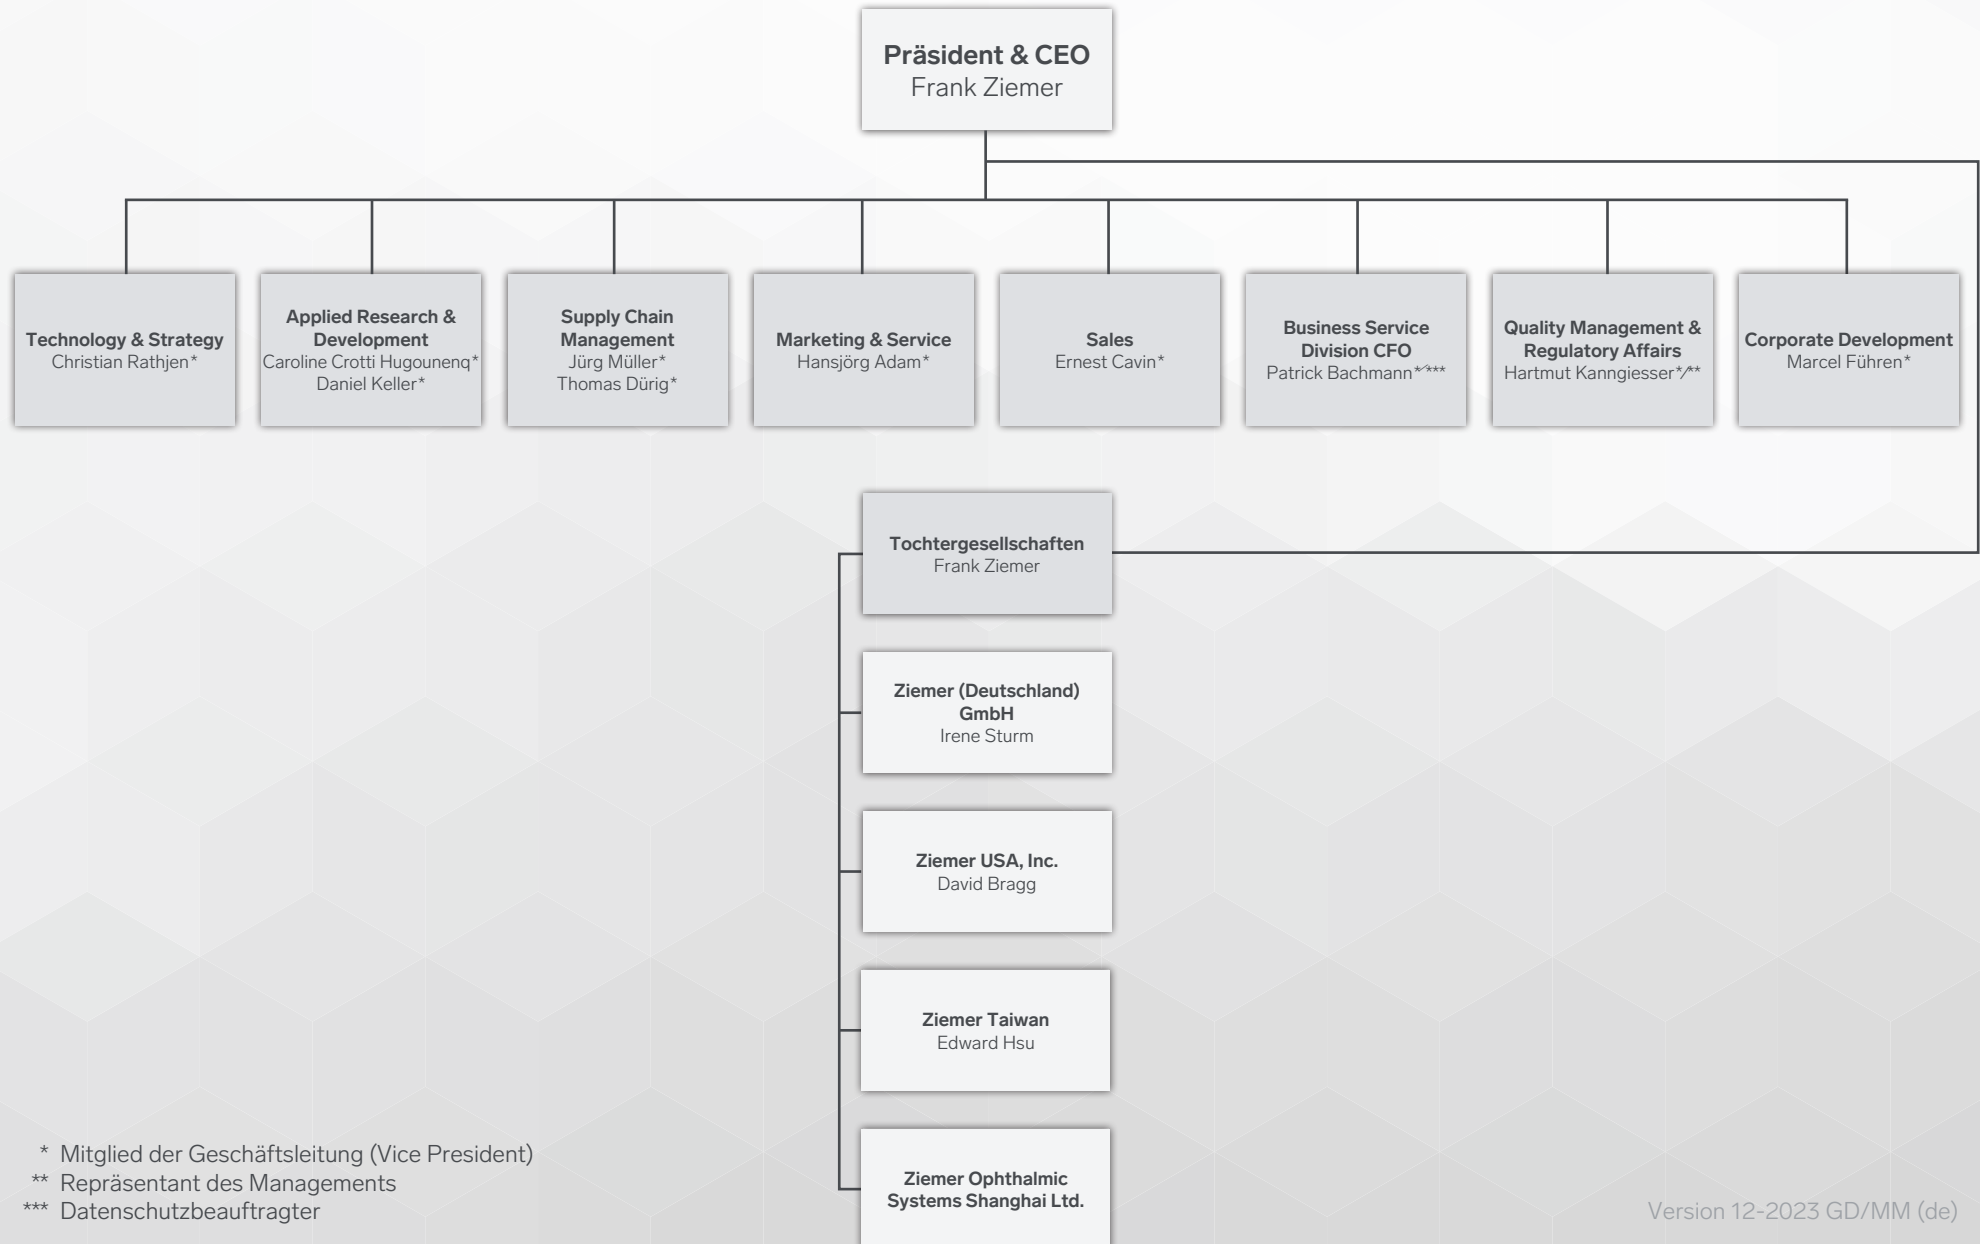 Präsident & CEO
Frank Ziemer
Technology & Strategy
Christian Rathjen*
Applied Research &
Development
Caroline Crotti Hugounenq*
Daniel Keller*
Supply Chain
Management
Jürg Müller*
Thomas Dürig*
Marketing & Service
Hansjörg Adam*
Sales
Ernest Cavin*
Business Service
Division CFO
Patrick Bachmann*/***
Quality Management &
Regulatory Affairs
Hartmut Kanngiesser*/**
Corporate Development
Marcel Führen*
Tochtergesellschaften
Frank Ziemer
Ziemer (Deutschland)
GmbH
Irene Sturm
Ziemer USA, Inc.
David Bragg
Ziemer Taiwan
Edward Hsu
Ziemer Ophthalmic
Systems Shanghai Ltd.
* Mitglied der Geschäftsleitung (Vice President)
** Repräsentant des Managements
*** Datenschutzbeauftragter
Version 12-2023 GD/MM (de)